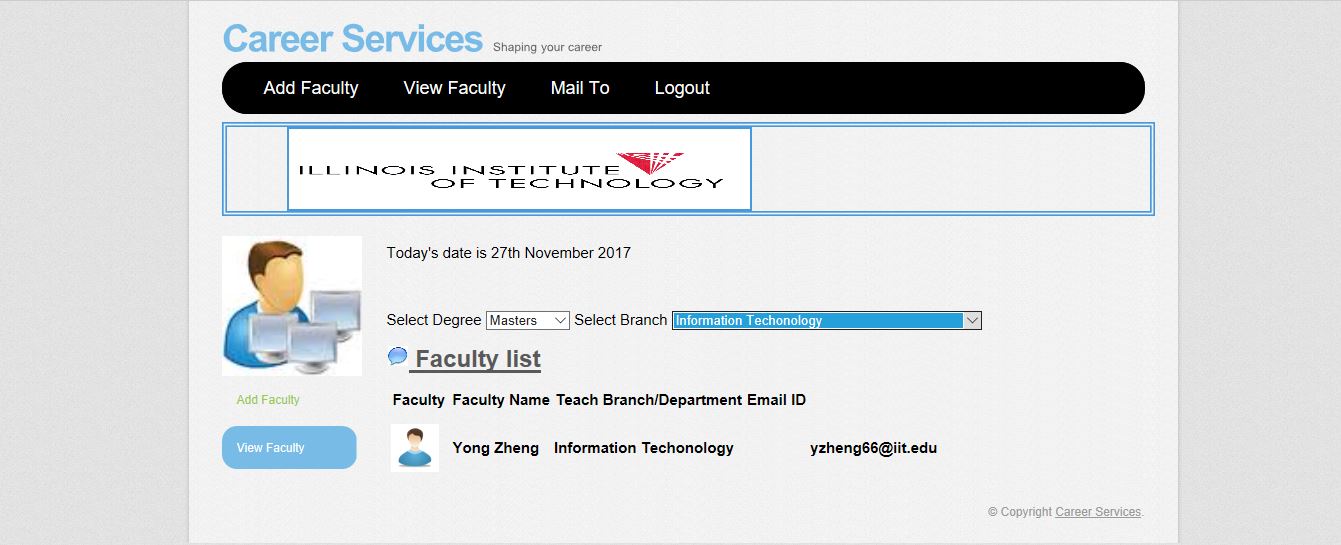 Career Services Shaping your career
Add Faculty View Faculty Mail To Logout
ILLINOIS INSTITUTE
OF TECHNOLOGY
Today's date is 27th November 2017
Select Degree Masters Select Branch Information Techonology
Faculty list
Add Faculty
View Faculty
Faculty Faculty Name Teach Branch/Department Email ID
Yong Zheng Information Techonology yzheng66@iit.edu
© Copyright Career Services.